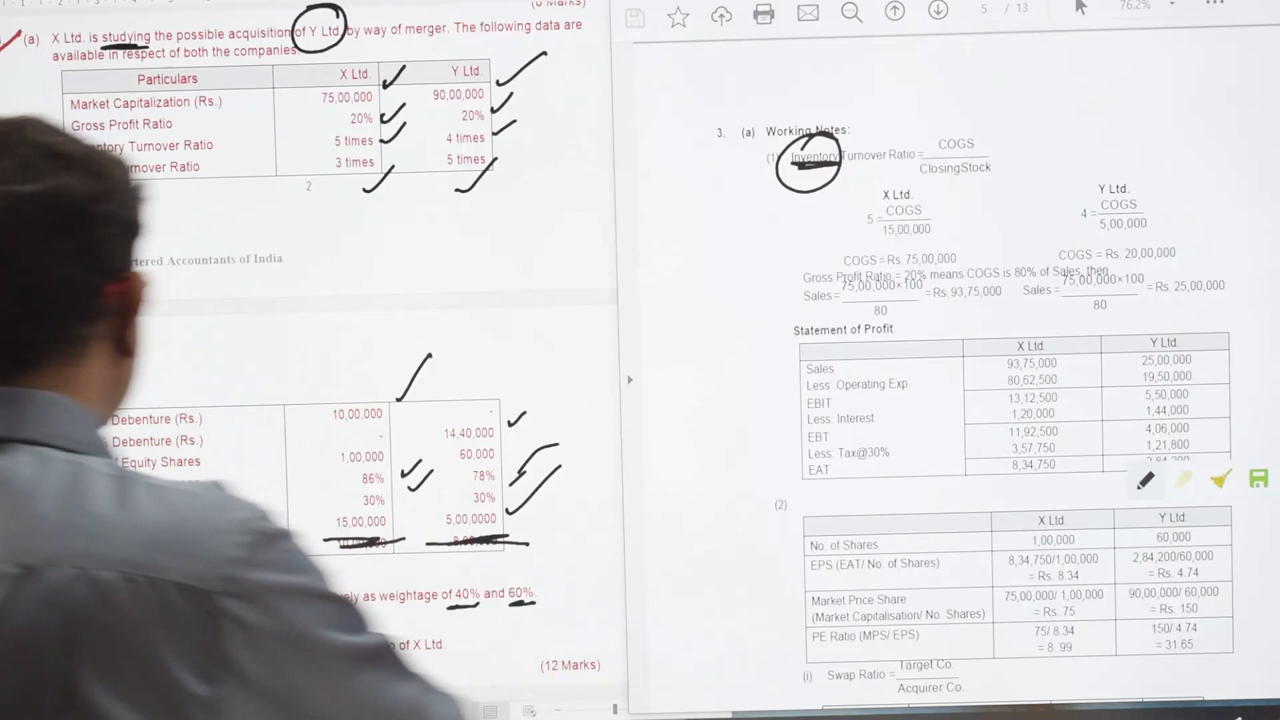 (a) X Ltd. is studying the possible acquisition of Y Ltd. by way of merger. The following data are
available in respect of both the companies:
Particulars X Ltd. Y Ltd.
Market Capitalization (Rs.) 75,00,000 90,00,000
Gross Profit Ratio 20% 20%
Turnover Ratio 5 times 4 times
Ratio 3 times 5 times
2
Accountants of India
Debenture (Rs.) 10,00,000 -
Debenture (Rs.) - 14,40,000
Equity Shares 1,00,000 60,000
86% 78%
30% 30%
15,00,000 5,00,0000
as weightage of 40% and 60%.
of X Ltd.
(12 Marks)
5 / 13
76.2%
3. (a) Working Notes:
(1) Inventory Turnover Ratio = COGS
ClosingStock
X Ltd. Y Ltd.
5 = COGS 4 = COGS
15,00,000 5,00,000
COGS = Rs 75,00,000 COGS = Rs. 20,00,000
Gross Profit Ratio = 20% means COGS is 80% of Sales, then
Sales = 75,00,000×100 = Rs. 93,75,000 Sales = 75,00,000×100 = Rs. 25,00,000
80 80
Statement of Profit
X Ltd Y Ltd.
Sales 93,75,000 25,00,000
Less: Operating Exp. 80,62,500 19,50,000
EBIT 13,12,500 5,50,000
Less: Interest 1,20,000 1,44,000
EBT 11,92,500 4,06,000
Less: Tax@30% 3,57,750 1,21,800
EAT 8,34,750
(2)
X Ltd Y Ltd.
No. of Shares 1,00,000 60,000
EPS (EAT/ No. of Shares) 8,34,750/1,00,000 2,84,200/60,000
= Rs. 8.34 = Rs. 4.74
Market Price Share 75,00,000/ 1,00,000 90,00,000/ 60,000
(Market Capitalisation/ No. Shares) = Rs. 75 = Rs. 150
PE Ratio (MPS/ EPS) 75/ 8.34 150/ 4.74
= 8.99 = 31.65
(i) Swap Ratio = Target Co.
Acquirer Co.